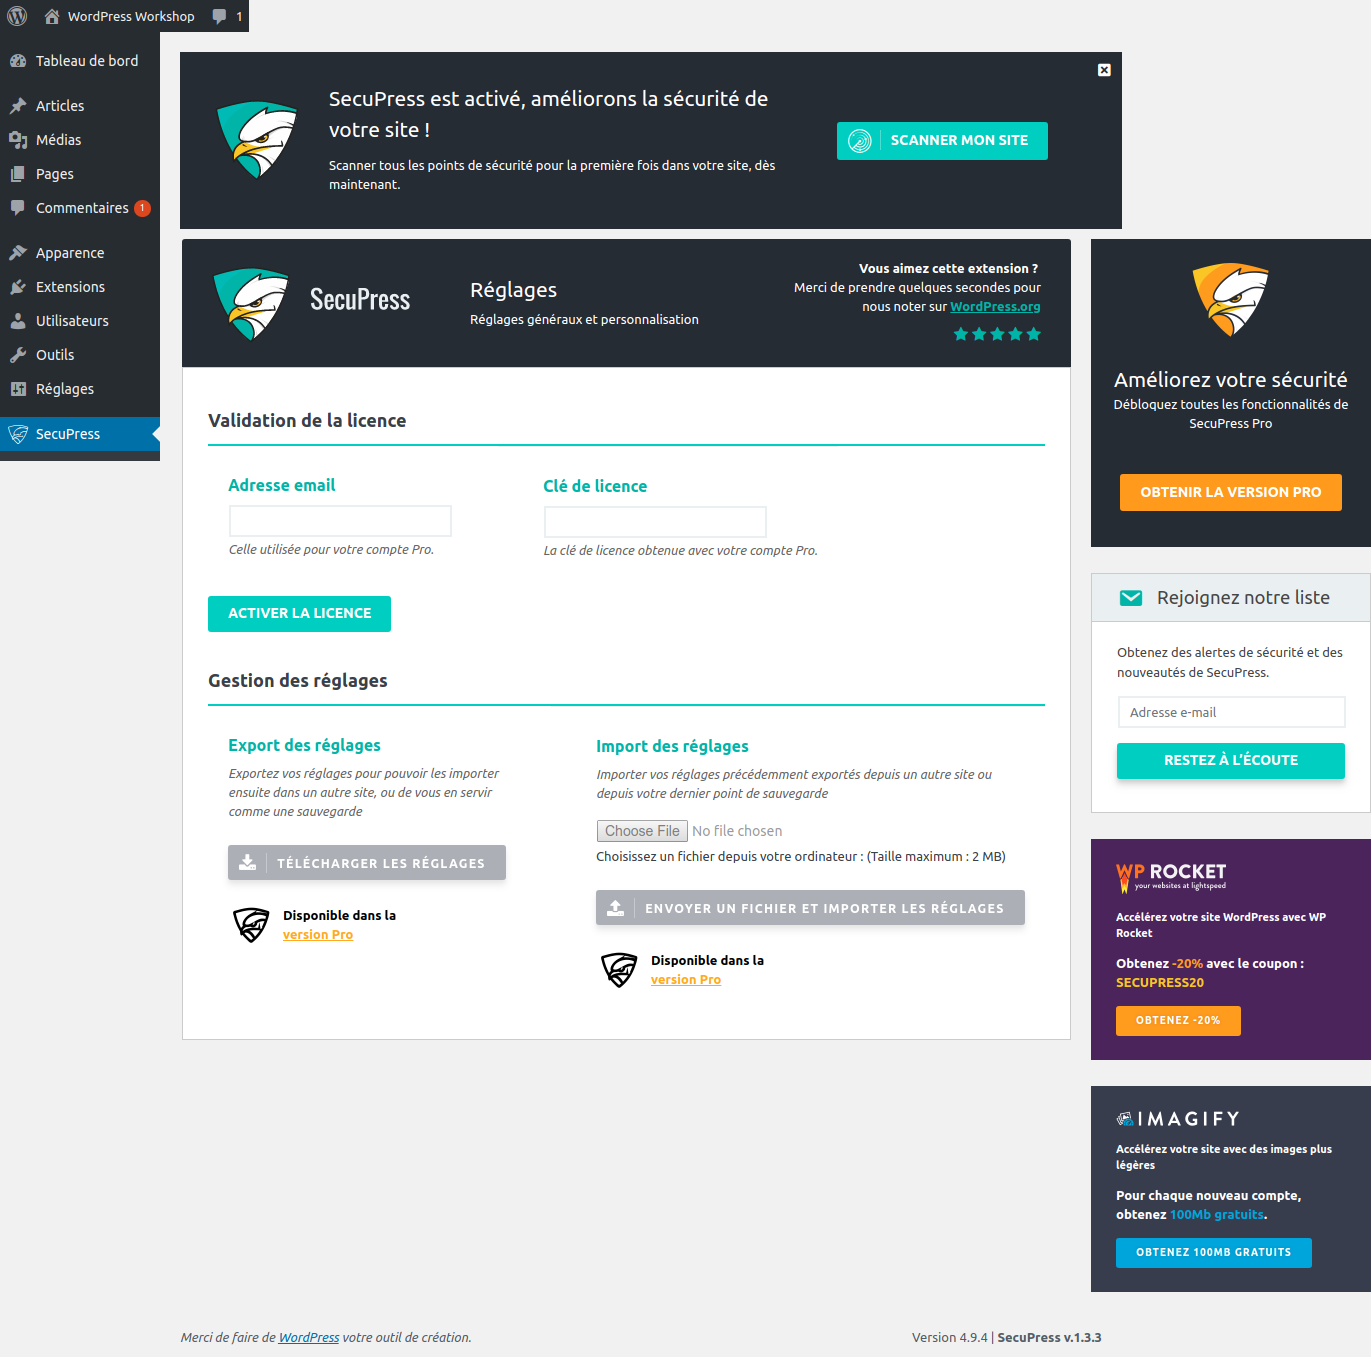 WordPress Workshop
1
Tableau de bord
Articles
Médias
Pages
Commentaires 1
Apparence
Extensions
Utilisateurs
Outils
Réglages
SecuPress
SecuPress est activé, améliorons la sécurité de
votre site !
Scanner tous les points de sécurité pour la première fois dans votre site, dès
maintenant.
SCANNER MON SITE
SecuPress
Réglages
Réglages généraux et personnalisation
Vous aimez cette extension ?
Merci de prendre quelques secondes pour
nous noter sur WordPress.org
Validation de la licence
Adresse email
Celle utilisée pour votre compte Pro.
Clé de licence
La clé de licence obtenue avec votre compte Pro.
ACTIVER LA LICENCE
Gestion des réglages
Export des réglages
Exportez vos réglages pour pouvoir les importer
ensuite dans un autre site, ou de vous en servir
comme une sauvegarde
TÉLÉCHARGER LES RÉGLAGES
Disponible dans la
version Pro
Import des réglages
Importer vos réglages précédemment exportés depuis un autre site ou
depuis votre dernier point de sauvegarde
Choose File No file chosen
Choisissez un fichier depuis votre ordinateur : (Taille maximum : 2 MB)
ENVOYER UN FICHIER ET IMPORTER LES RÉGLAGES
Disponible dans la
version Pro
Améliorez votre sécurité
Débloquez toutes les fonctionnalités de
SecuPress Pro
OBTENIR LA VERSION PRO
Rejoignez notre liste
Obtenez des alertes de sécurité et des
nouveautés de SecuPress.
Adresse e-mail
RESTEZ À L'ÉCOUTE
WP ROCKET
your websites at lightspeed
Accélérez votre site WordPress avec WP
Rocket
Obtenez -20% avec le coupon :
SECUPRESS20
OBTENEZ -20%
IMAGIFY
Accélérez votre site avec des images plus
légères
Pour chaque nouveau compte,
obtenez 100Mb gratuits.
OBTENEZ 100MB GRATUITS
Merci de faire de WordPress votre outil de création.
Version 4.9.4 | SecuPress v.1.3.3